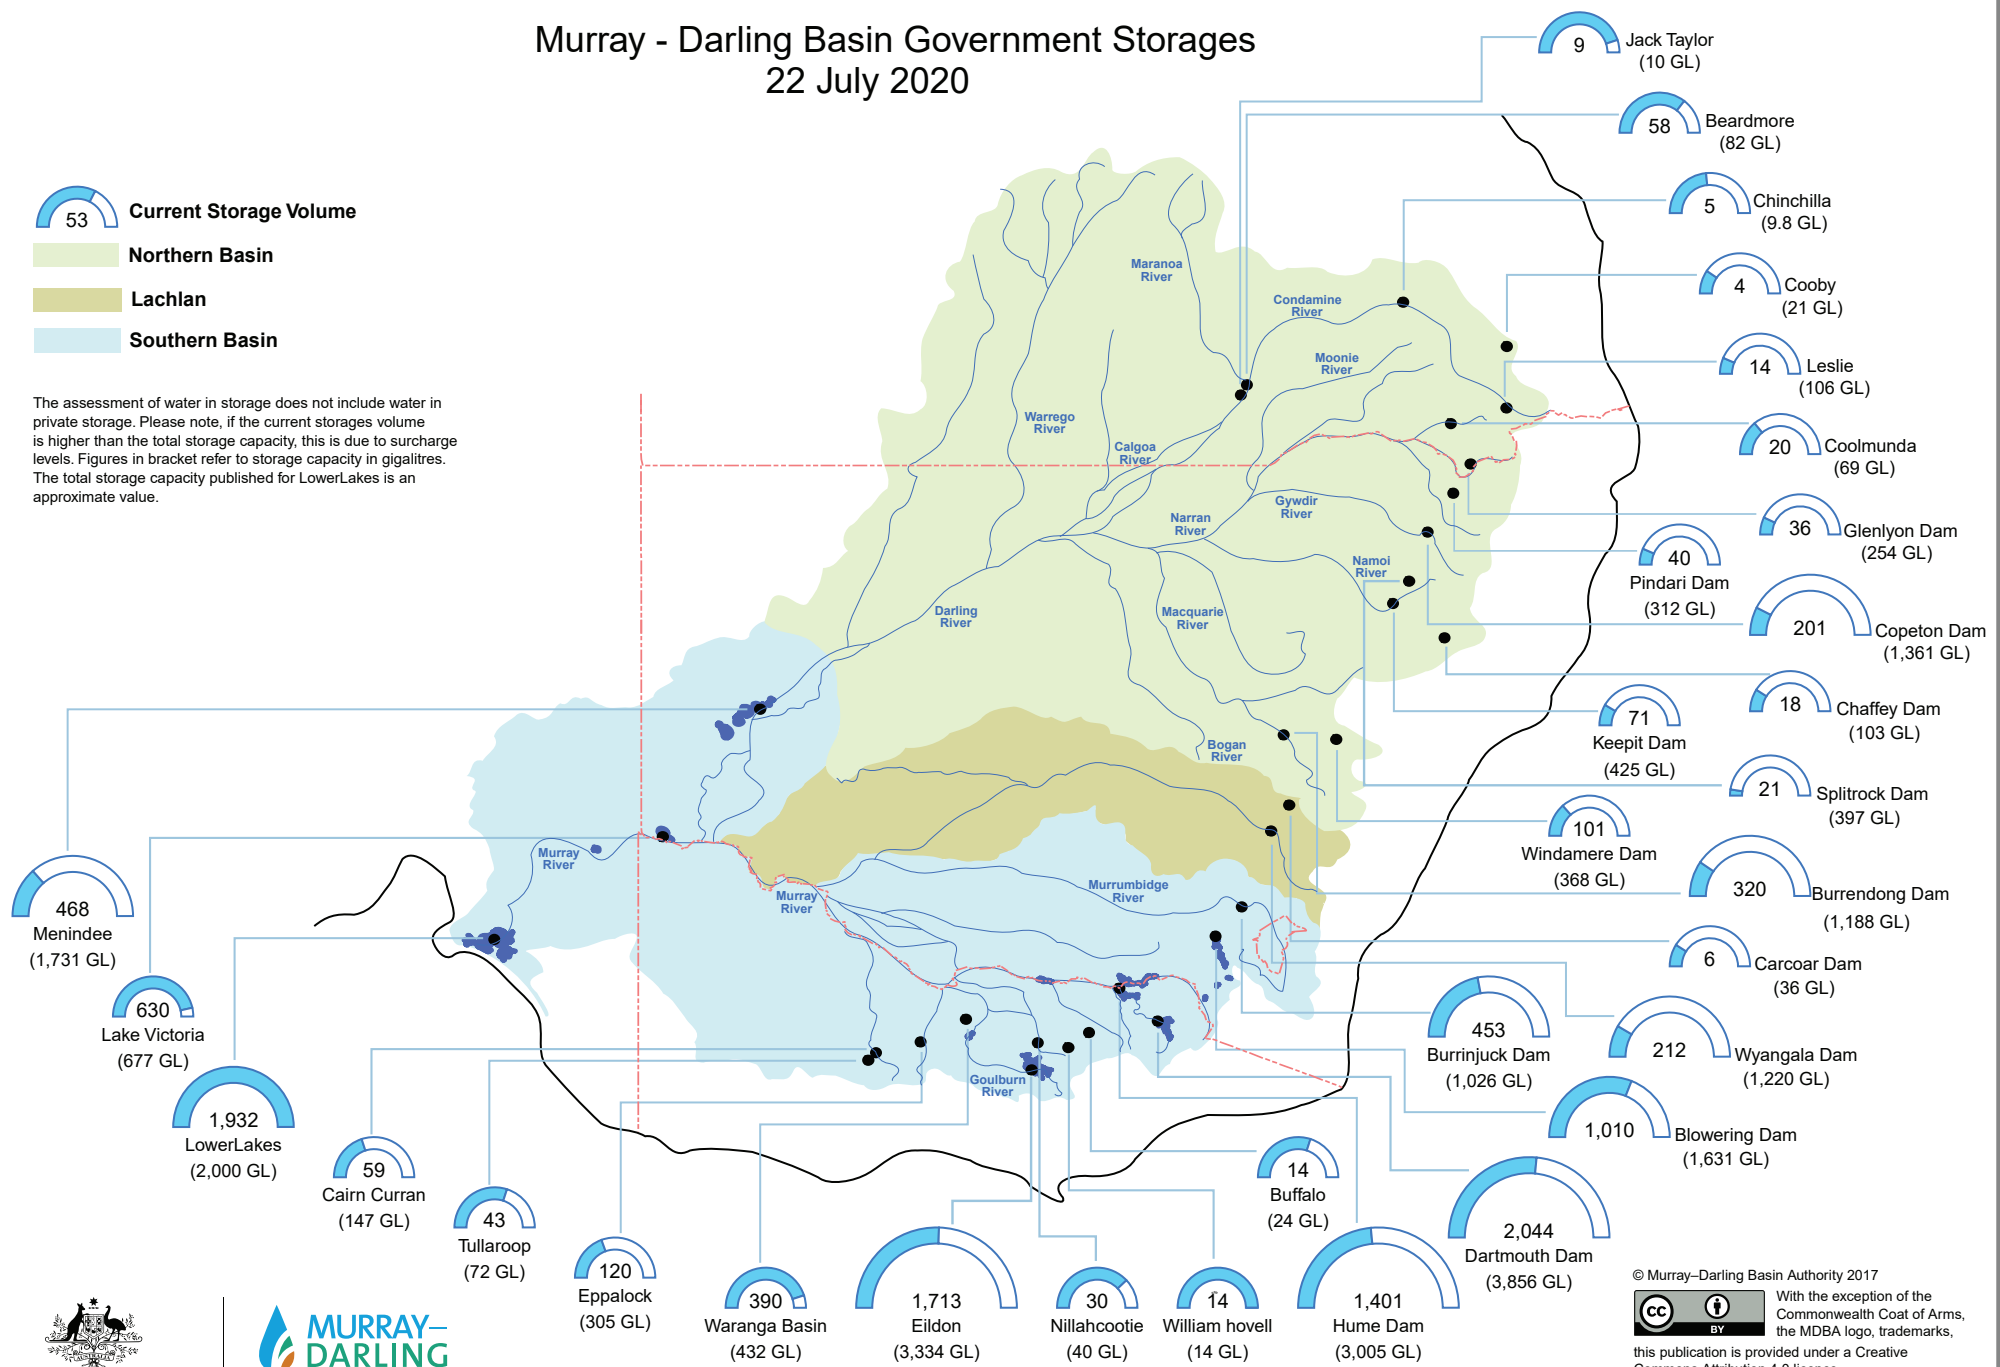 Murray - Darling Basin Government Storages
22 July 2020
53
Current Storage Volume
Northern Basin
Lachlan
Southern Basin
The assessment of water in storage does not include water in
private storage. Please note, if the current storages volume
is higher than the total storage capacity, this is due to surcharge
levels. Figures in bracket refer to storage capacity in gigalitres.
The total storage capacity published for LowerLakes is an
approximate value.
9
Jack Taylor
(10 GL)
58
Beardmore
(82 GL)
5
Chinchilla
(9.8 GL)
4
Cooby
(21 GL)
14
Leslie
(106 GL)
20
Coolmunda
(69 GL)
36
Glenlyon Dam
(254 GL)
40
Pindari Dam
(312 GL)
201
Copeton Dam
(1,361 GL)
18
Chaffey Dam
(103 GL)
71
Keepit Dam
(425 GL)
21
Splitrock Dam
(397 GL)
101
Windamere Dam
(368 GL)
320
Burrendong Dam
(1,188 GL)
6
Carcoar Dam
(36 GL)
453
Burrinjuck Dam
(1,026 GL)
212
Wyangala Dam
(1,220 GL)
1,010
Blowering Dam
(1,631 GL)
2,044
Dartmouth Dam
(3,856 GL)
Maranoa
River
Condamine
River
Moonie
River
Warrego
River
Calgoa
River
Gywdir
River
Narran
River
Namoi
River
Darling
River
Macquarie
River
Bogan
River
Murray
River
Murray
River
Murrumbidge
River
Goulburn
River
468
Menindee
(1,731 GL)
630
Lake Victoria
(677 GL)
1,932
LowerLakes
(2,000 GL)
59
Cairn Curran
(147 GL)
43
Tullaroop
(72 GL)
120
Eppalock
(305 GL)
390
Waranga Basin
(432 GL)
1,713
Eildon
(3,334 GL)
30
Nillahcootie
(40 GL)
14
William hovell
(14 GL)
14
Buffalo
(24 GL)
1,401
Hume Dam
(3,005 GL)
AUSTRALIA
MURRAY–
DARLING
© Murray–Darling Basin Authority 2017
cc
BY
With the exception of the
Commonwealth Coat of Arms,
the MDBA logo, trademarks,
this publication is provided under a Creative
Commons Attribution 4.0 licence